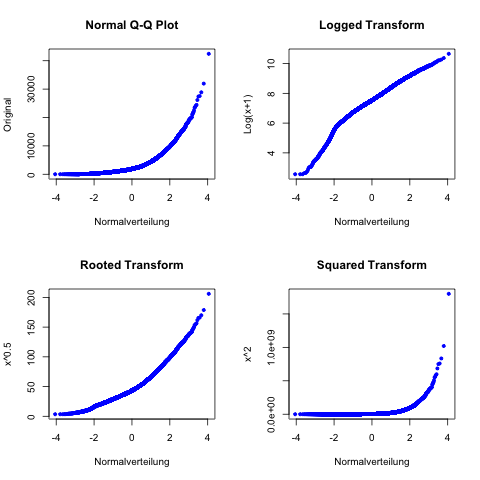 Normal Q-Q Plot
Original
0 10000 30000
-4 -2 0 2 4
Normalverteilung
Logged Transform
Log(x+1)
4 6 8 10
-4 -2 0 2 4
Normalverteilung
Rooted Transform
x^0.5
0 50 100 150 200
-4 -2 0 2 4
Normalverteilung
Squared Transform
x^2
0.0e+00 1.0e+09
-4 -2 0 2 4
Normalverteilung